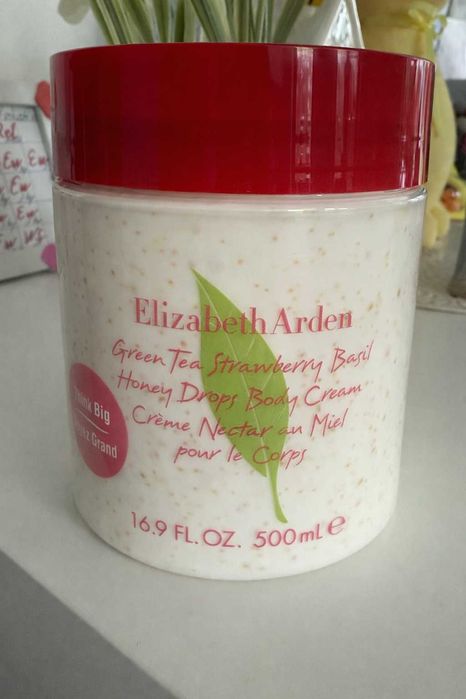 Elizabeth Arden
Green Tea Strawberry Basil
Honey Drops Body Cream
Crème Nectar au Miel
pour le Corps
Think Big
Grand
16.9 FL.OZ. 500mL e